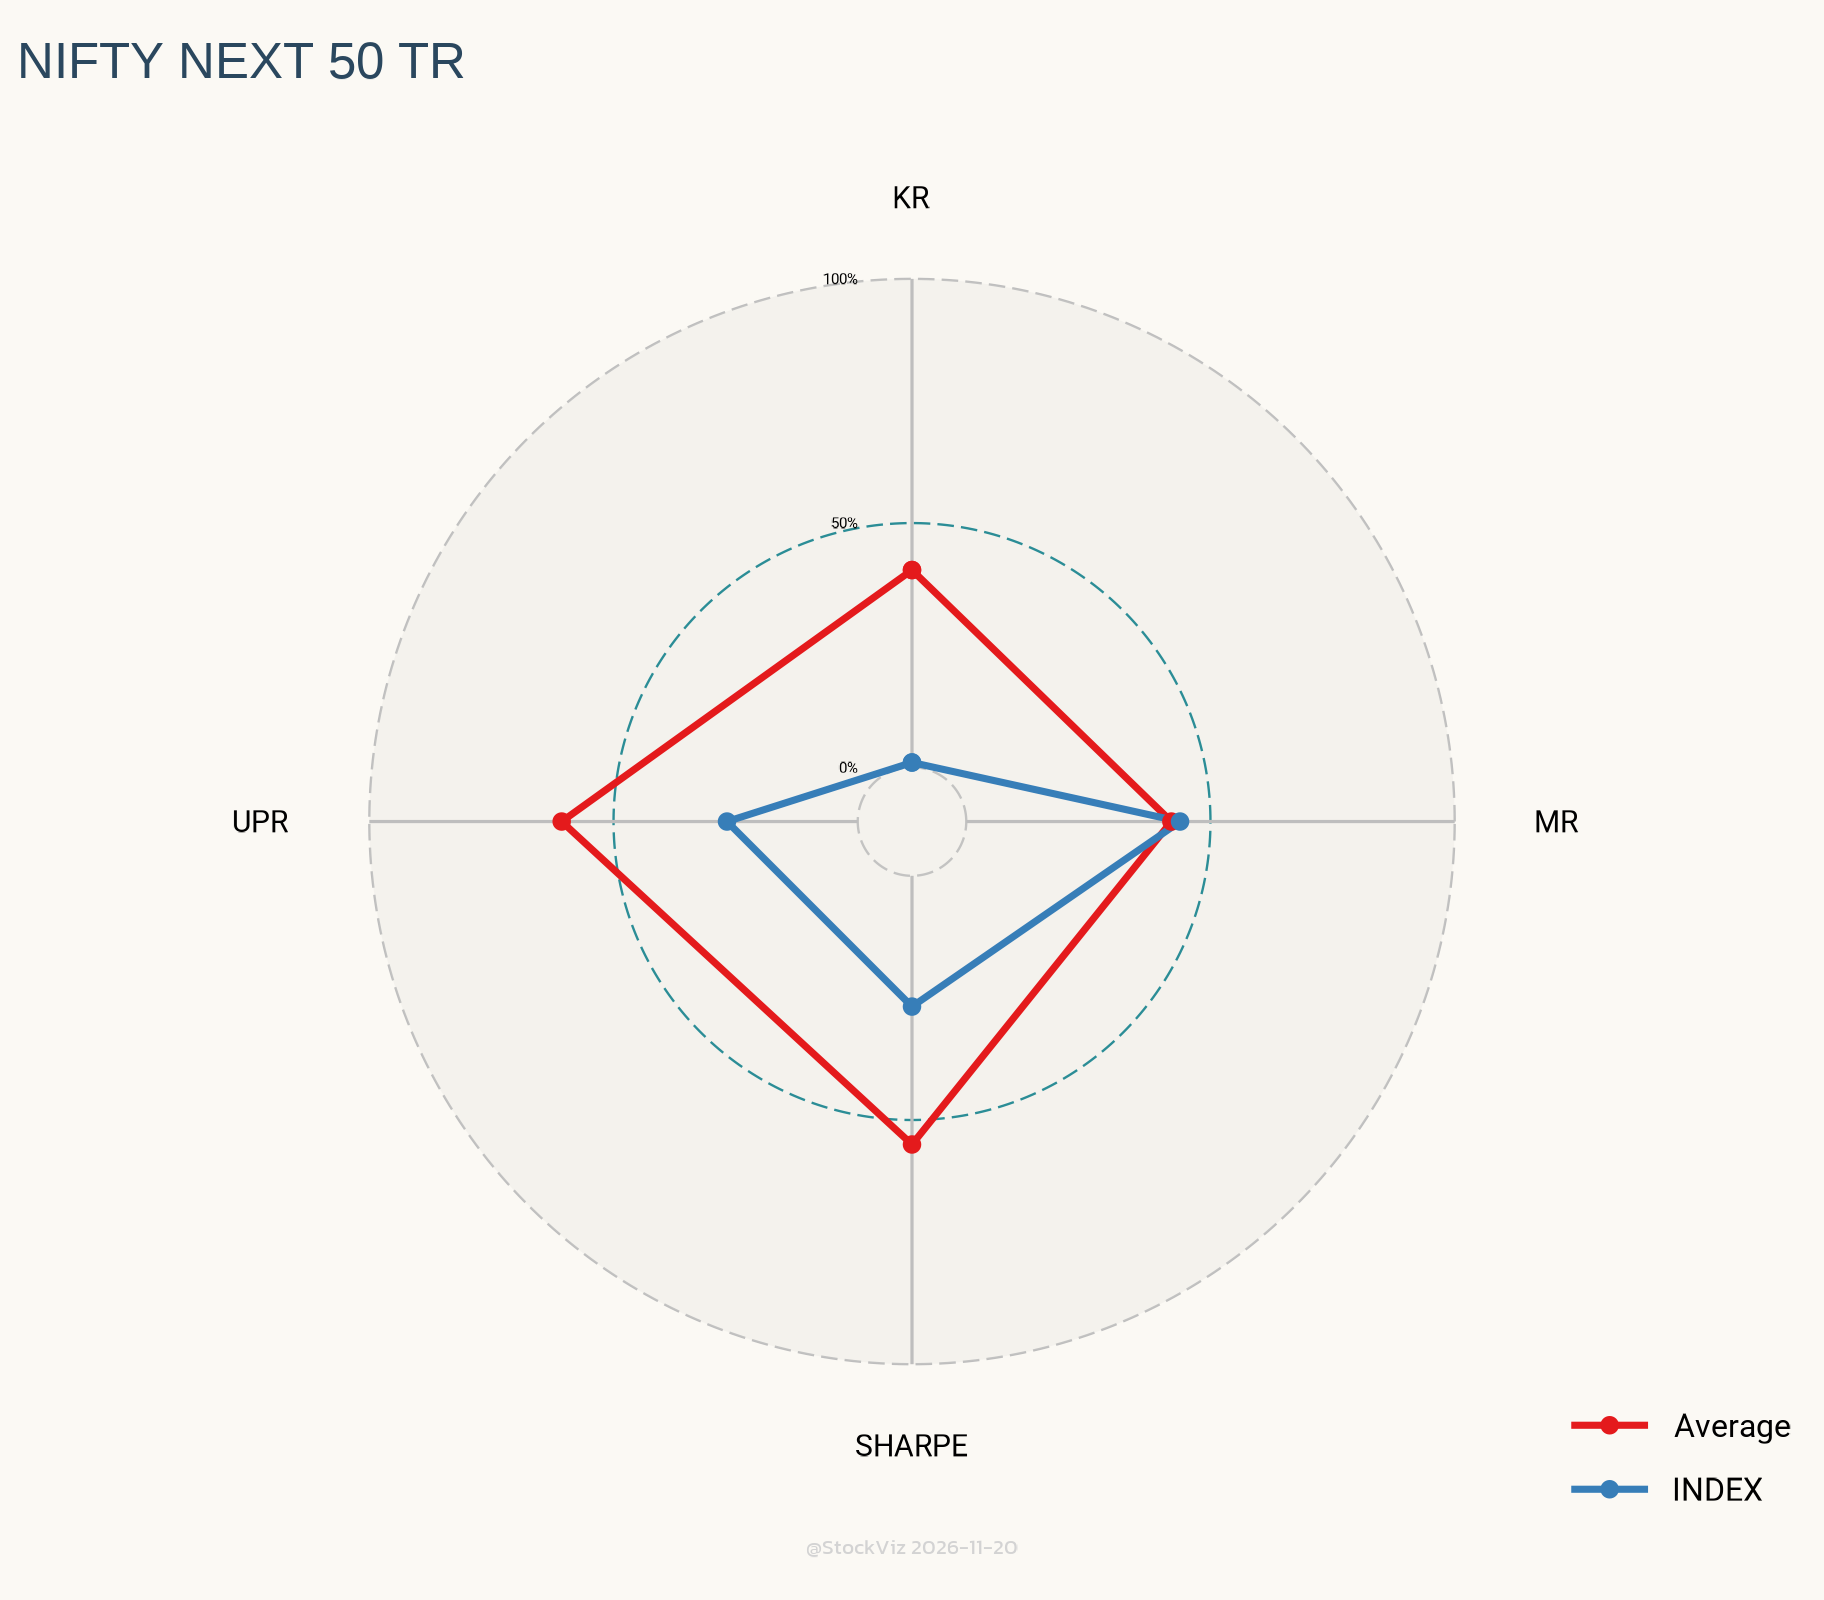 NIFTY NEXT 50 TR
KR
100%
50%
0%
UPR
MR
SHARPE
Average
INDEX
@StockViz 2026-11-20